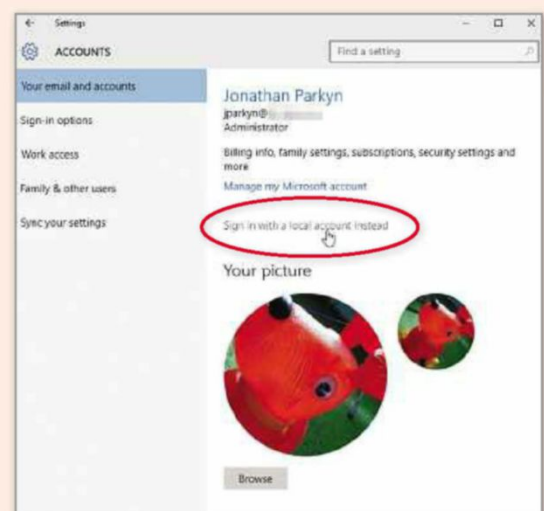 Settings
ACCOUNTS
Find a setting
Your email and accounts
Sign-in options
Work access
Family & other users
Sync your settings
Jonathan Parkyn
jparkyn@
Administrator
Billing info, family settings, subscriptions, security settings and
more
Manage my Microsoft account
Sign in with a local account instead
Your picture
Browse